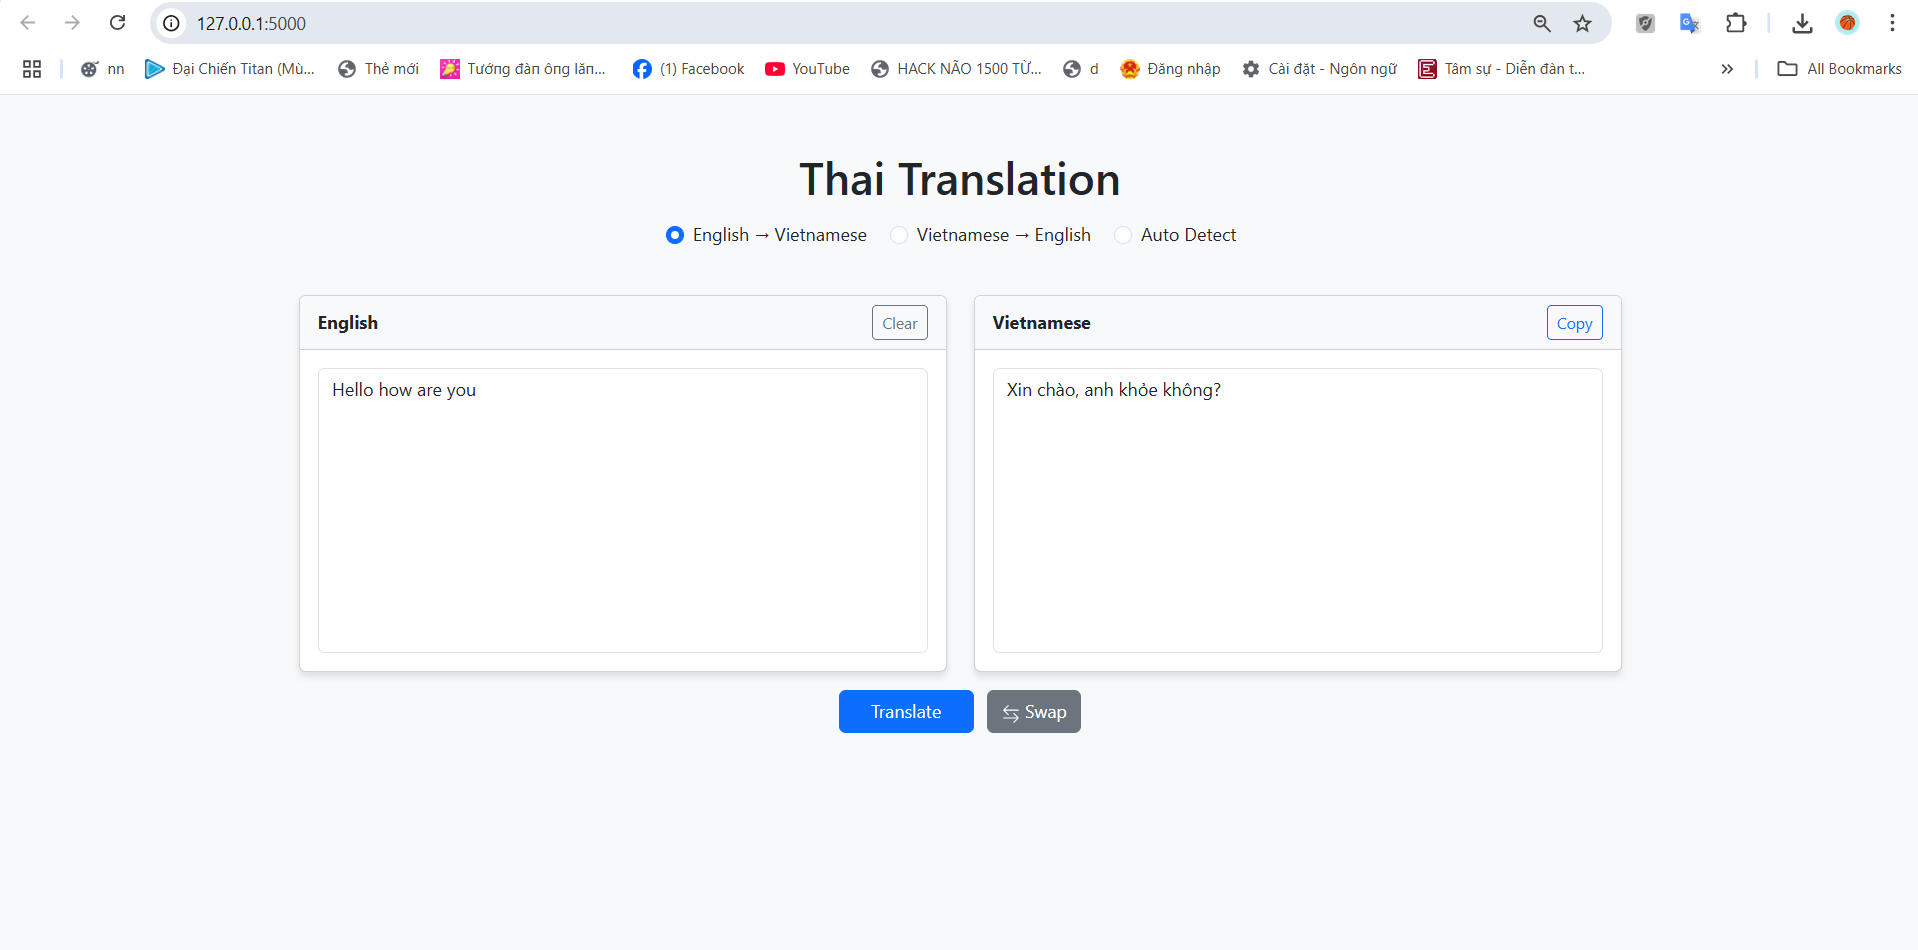 127.0.0.1:5000
nn
Đại Chiến Titan (Mù...
Thẻ mới
Tướng đàn ông lăn...
(1) Facebook
YouTube
HACK NÃO 1500 TỪ...
d
Đăng nhập
Cài đặt - Ngôn ngữ
Tâm sự - Diễn đàn t...
All Bookmarks
Thai Translation
English → Vietnamese
Vietnamese → English
Auto Detect
English
Clear
Vietnamese
Copy
Hello how are you
Xin chào, anh khỏe không?
Translate
Swap